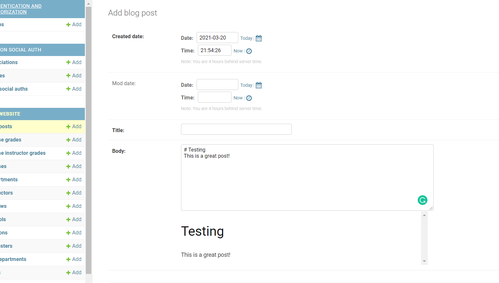 ENTICATION AND
ORIZATION
+ Add
ON SOCIAL AUTH
ciations
+ Add
es
+ Add
social auths
+ Add
WEBSITE
posts
+ Add
se grades
+ Add
se instructor grades
+ Add
ses
+ Add
rtments
+ Add
ctors
+ Add
+ Add
ols
+ Add
ons
+ Add
sters
+ Add
epartments
+ Add
+ Add
Add blog post
Created date:
Date: 2021-03-20 Today
Time: 21:54:26 Now
Note: You are 4 hours behind server time.
Mod date:
Date: Today
Time: Now
Note: You are 4 hours behind server time.
Title:
Body:
# Testing
This is a great post!
Testing
This is a great post!